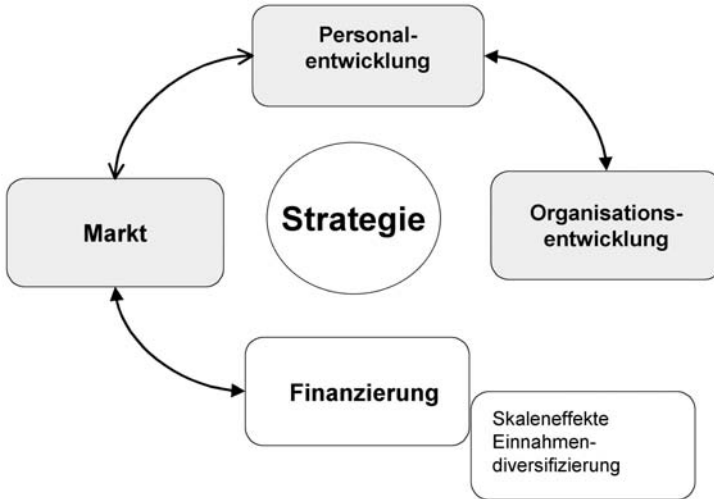 Personal-
entwicklung
Strategie
Markt
Organisations-
entwicklung
Finanzierung
Skaleneffekte
Einnahmen-
diversifizierung